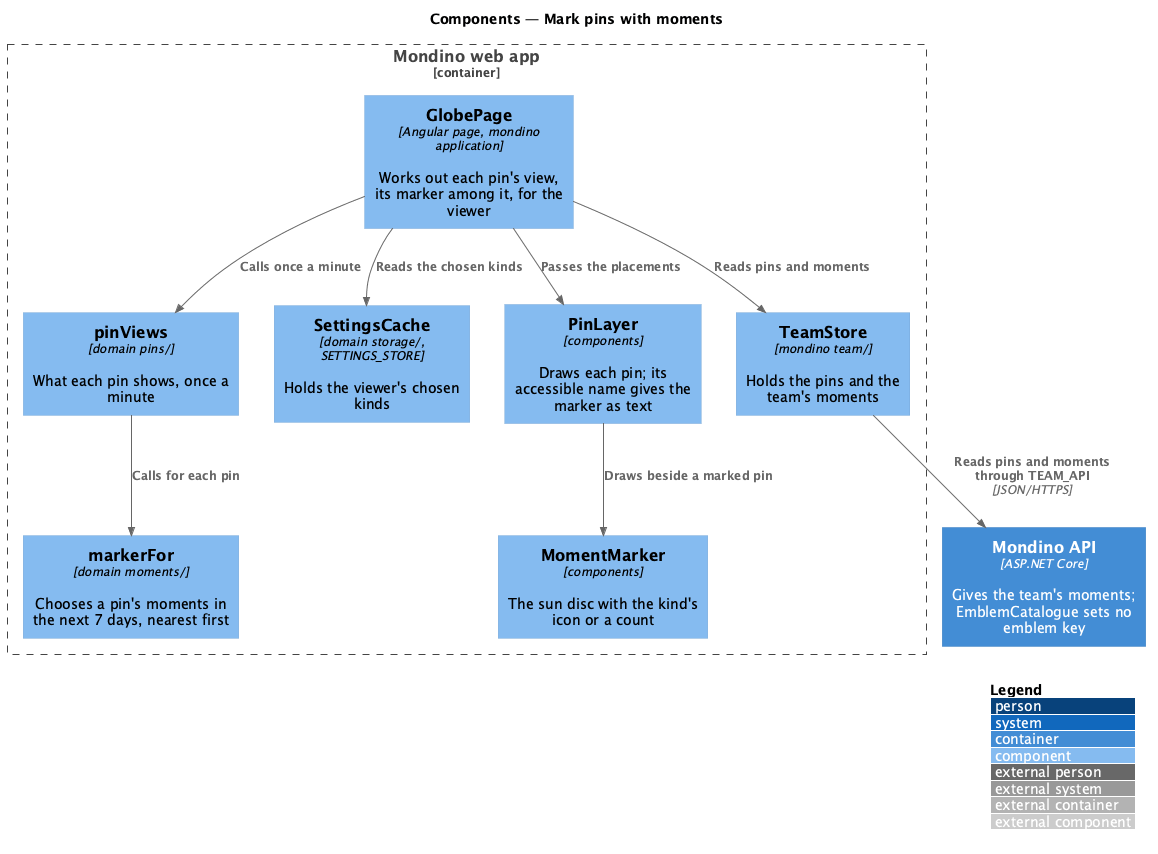 Components — Mark pins with moments
Mondino web app
[container]
GlobePage
[Angular page, mondino
application]
Works out each pin's view,
its marker among it, for the
viewer
Calls once a minute
Reads the chosen kinds
Passes the placements
Reads pins and moments
pinViews
[domain pins/]
What each pin shows, once a
minute
SettingsCache
[domain storage/,
SETTINGS_STORE]
Holds the viewer's chosen
kinds
PinLayer
[components]
Draws each pin; its
accessible name gives the
marker as text
TeamStore
[mondino team/]
Holds the pins and the
team's moments
Calls for each pin
Draws beside a marked pin
Reads pins and moments
through TEAM_API
[JSON/HTTPS]
markerFor
[domain moments/]
Chooses a pin's moments in
the next 7 days, nearest first
MomentMarker
[components]
The sun disc with the kind's
icon or a count
Mondino API
[ASP.NET Core]
Gives the team's moments;
EmblemCatalogue sets no
emblem key
Legend
person
system
container
component
external person
external system
external container
external component